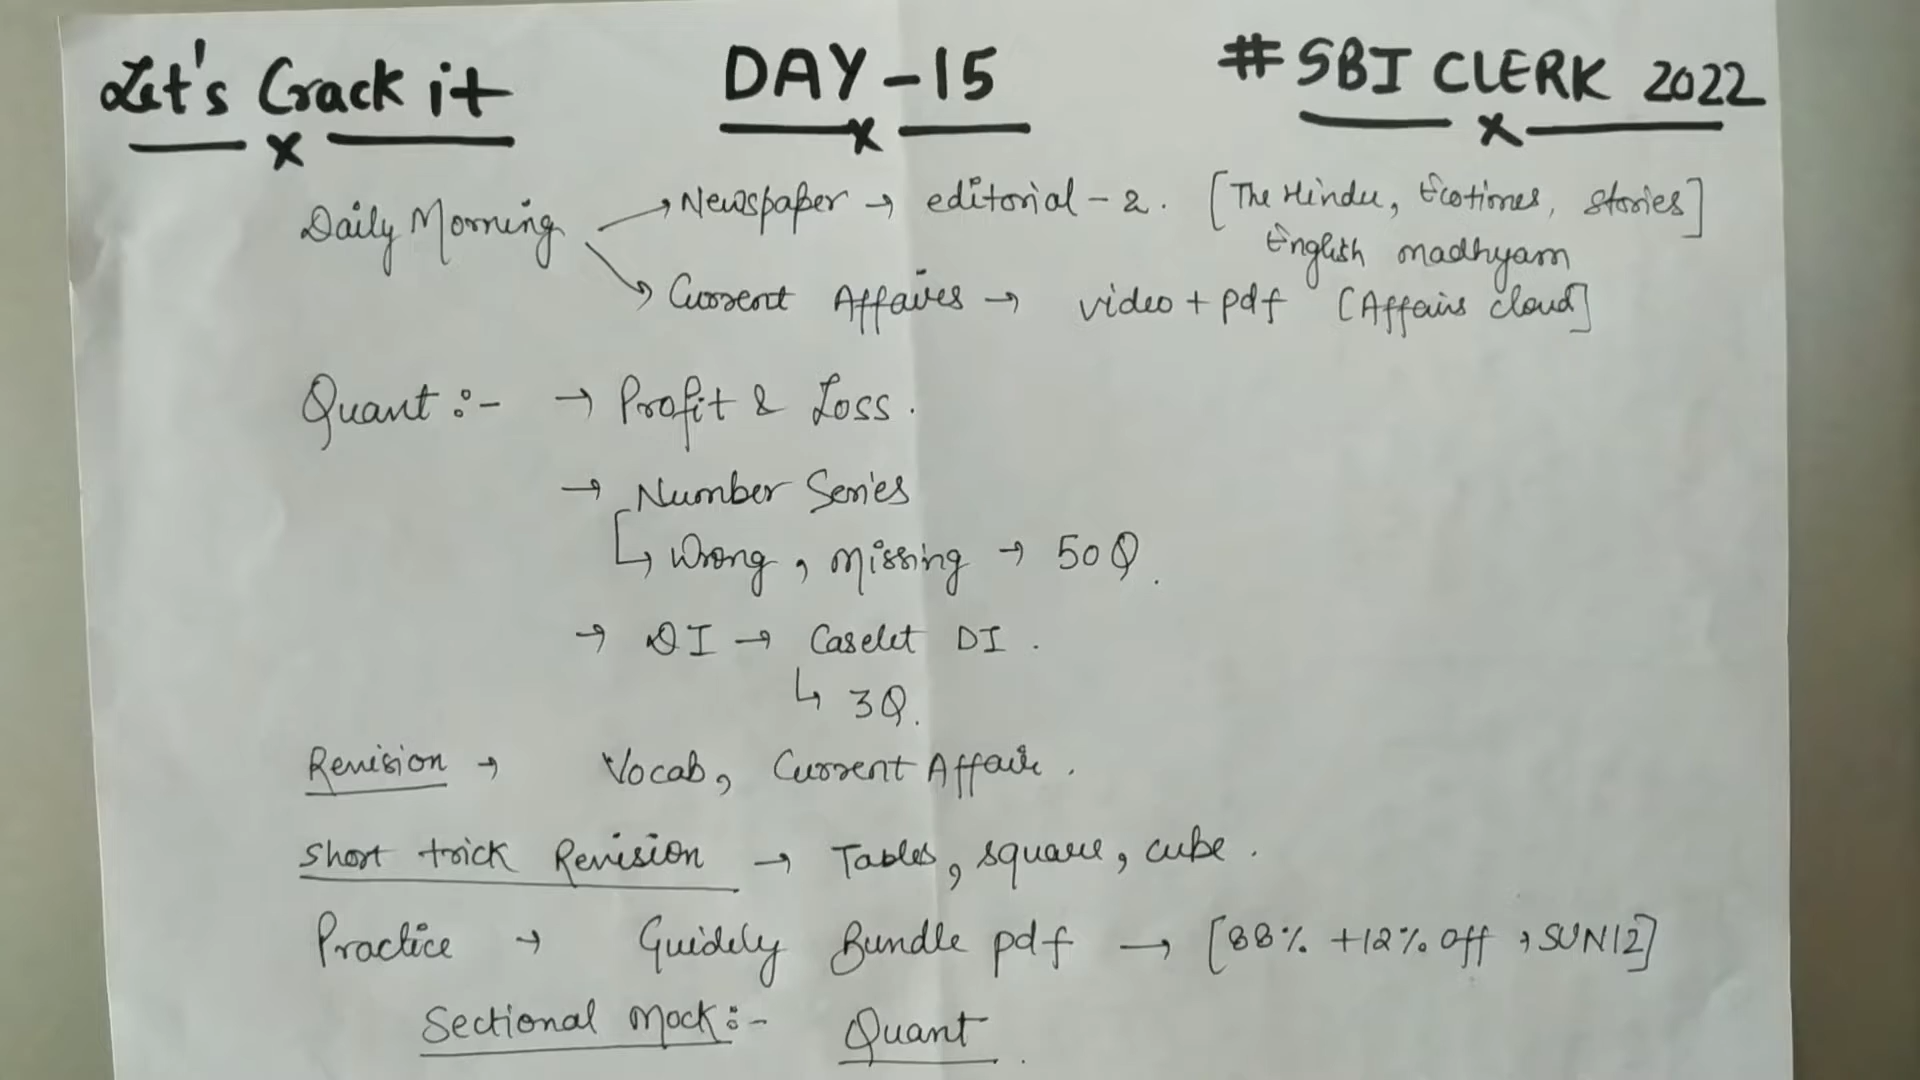 Let's Crack it DAY-15 #SBI CLERK 2022
Daily Morning → Newspaper → editorial - 2. [The Hindu, Ecotimes, stories]
English madhyam
→ Current Affaires → video + pdf [Affairs cloud]
Quant :- → Profit & Loss.
→ Number Series
↳ Wrong, missing → 50Q.
→ DI → Caselet DI.
↳ 3Q.
Revision → Vocab, Current Affair.
Short trick Revision → Tables, square, cube.
Practice → Guidely Bundle pdf → [88% +12% off, SUN12]
Sectional Mock :- Quant.